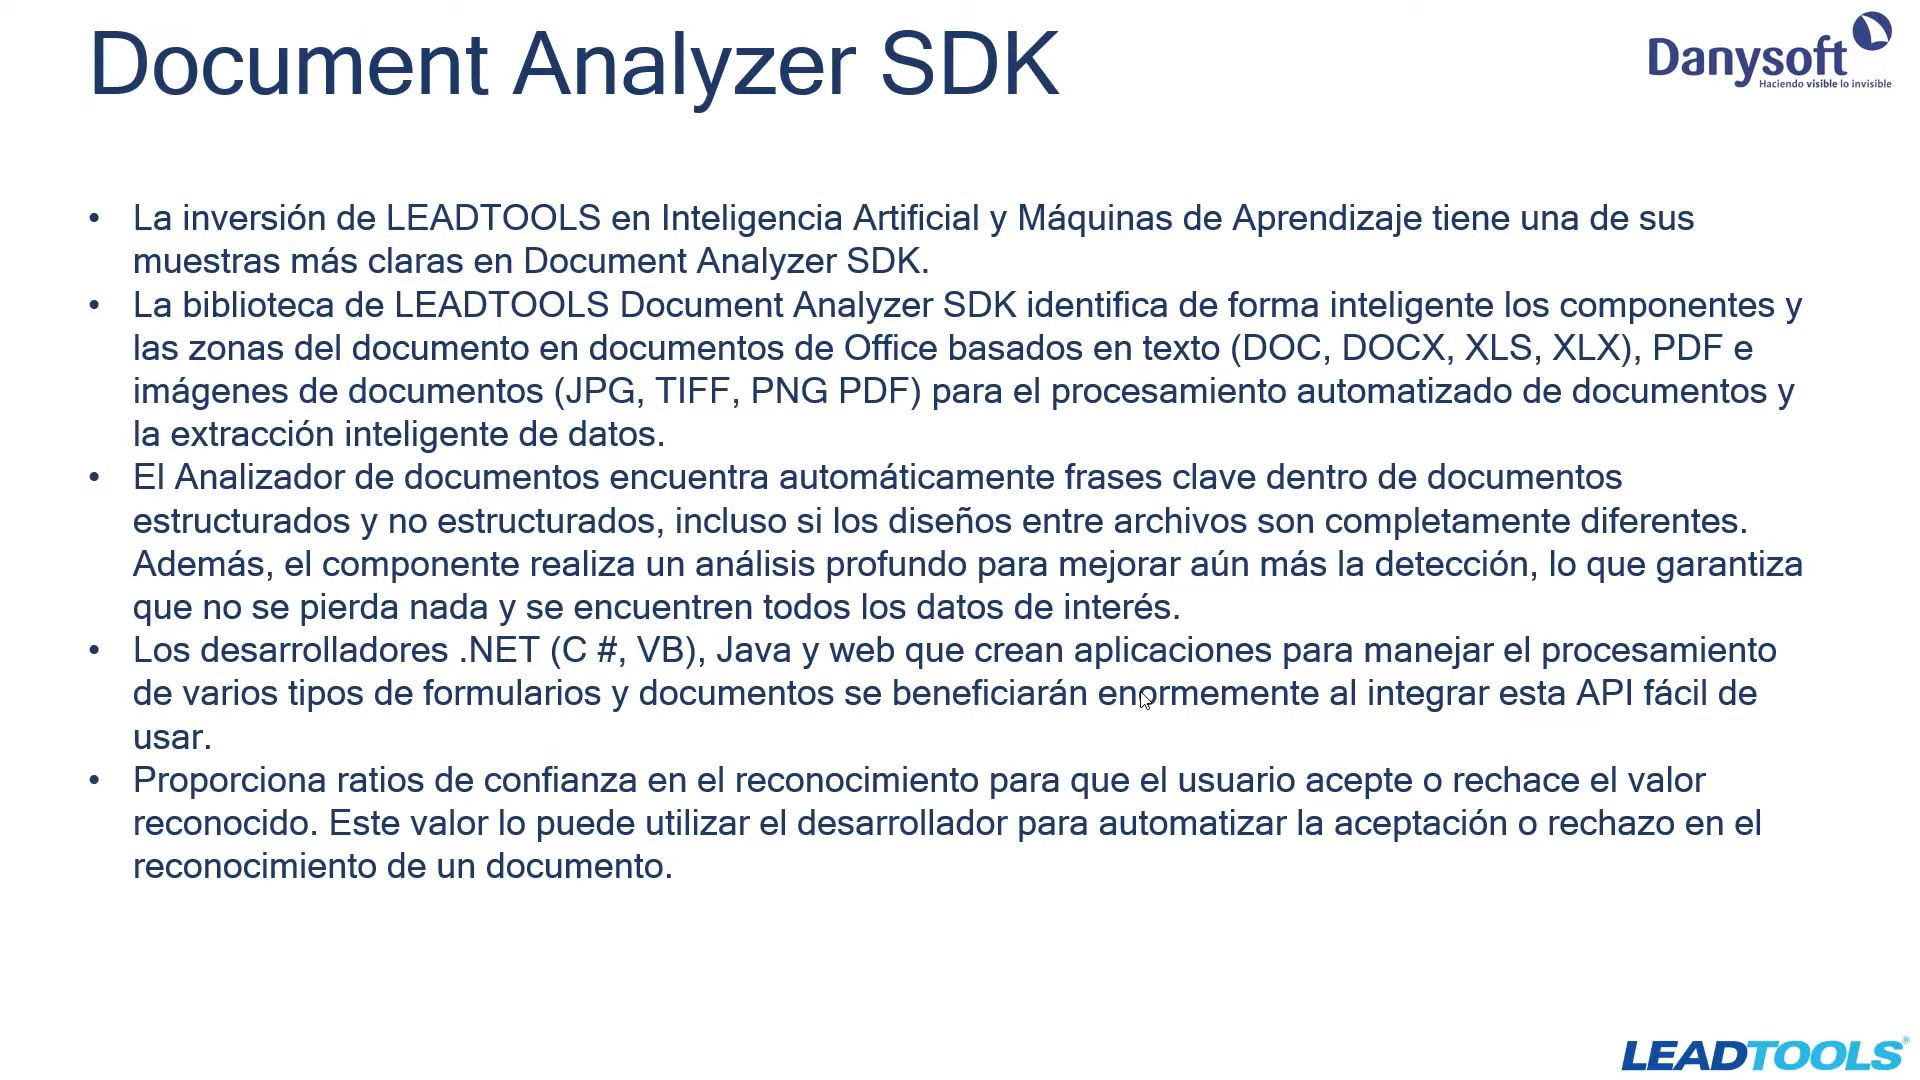 Document Analyzer SDK
Danysoft
Haciendo visible lo invisible
• La inversión de LEADTOOLS en Inteligencia Artificial y Máquinas de Aprendizaje tiene una de sus
muestras más claras en Document Analyzer SDK.
• La biblioteca de LEADTOOLS Document Analyzer SDK identifica de forma inteligente los componentes y
las zonas del documento en documentos de Office basados en texto (DOC, DOCX, XLS, XLX), PDF e
imágenes de documentos (JPG, TIFF, PNG PDF) para el procesamiento automatizado de documentos y
la extracción inteligente de datos.
• El Analizador de documentos encuentra automáticamente frases clave dentro de documentos
estructurados y no estructurados, incluso si los diseños entre archivos son completamente diferentes.
Además, el componente realiza un análisis profundo para mejorar aún más la detección, lo que garantiza
que no se pierda nada y se encuentren todos los datos de interés.
• Los desarrolladores .NET (C #, VB), Java y web que crean aplicaciones para manejar el procesamiento
de varios tipos de formularios y documentos se beneficiarán enormemente al integrar esta API fácil de
usar.
• Proporciona ratios de confianza en el reconocimiento para que el usuario acepte o rechace el valor
reconocido. Este valor lo puede utilizar el desarrollador para automatizar la aceptación o rechazo en el
reconocimiento de un documento.
LEADTOOLS®